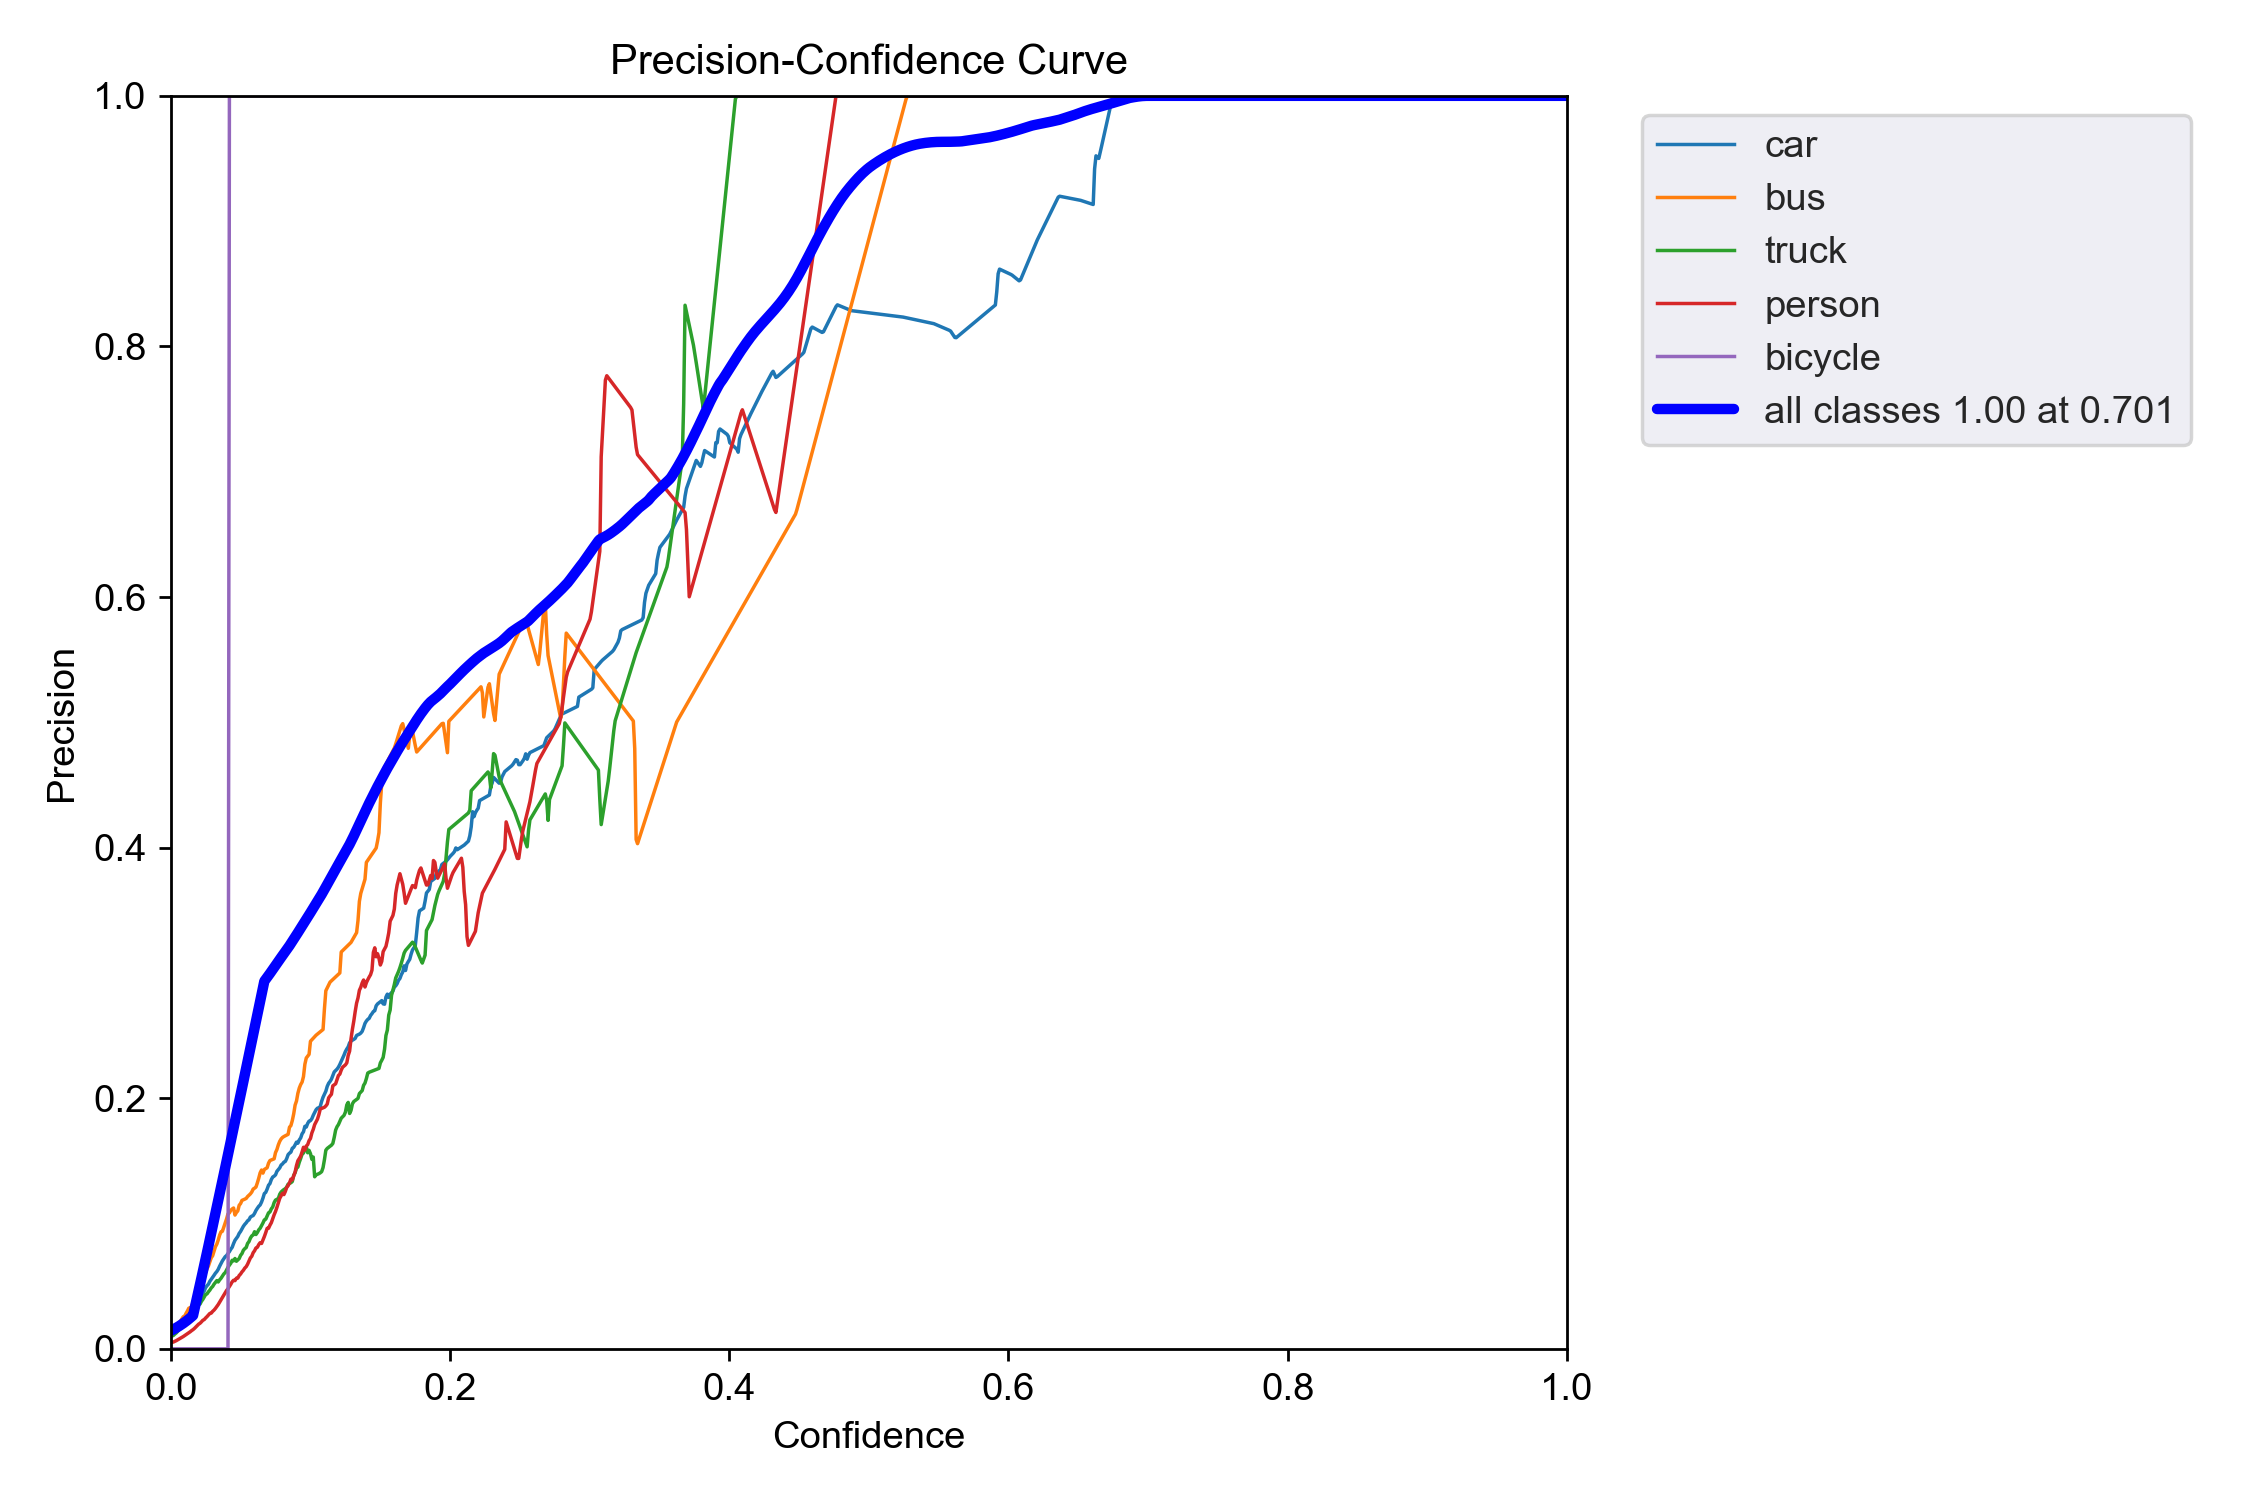 Precision-Confidence Curve
1.0
0.8
0.6
0.4
0.2
0.0
Precision
0.0 0.2 0.4 0.6 0.8 1.0
Confidence
car
bus
truck
person
bicycle
all classes 1.00 at 0.701